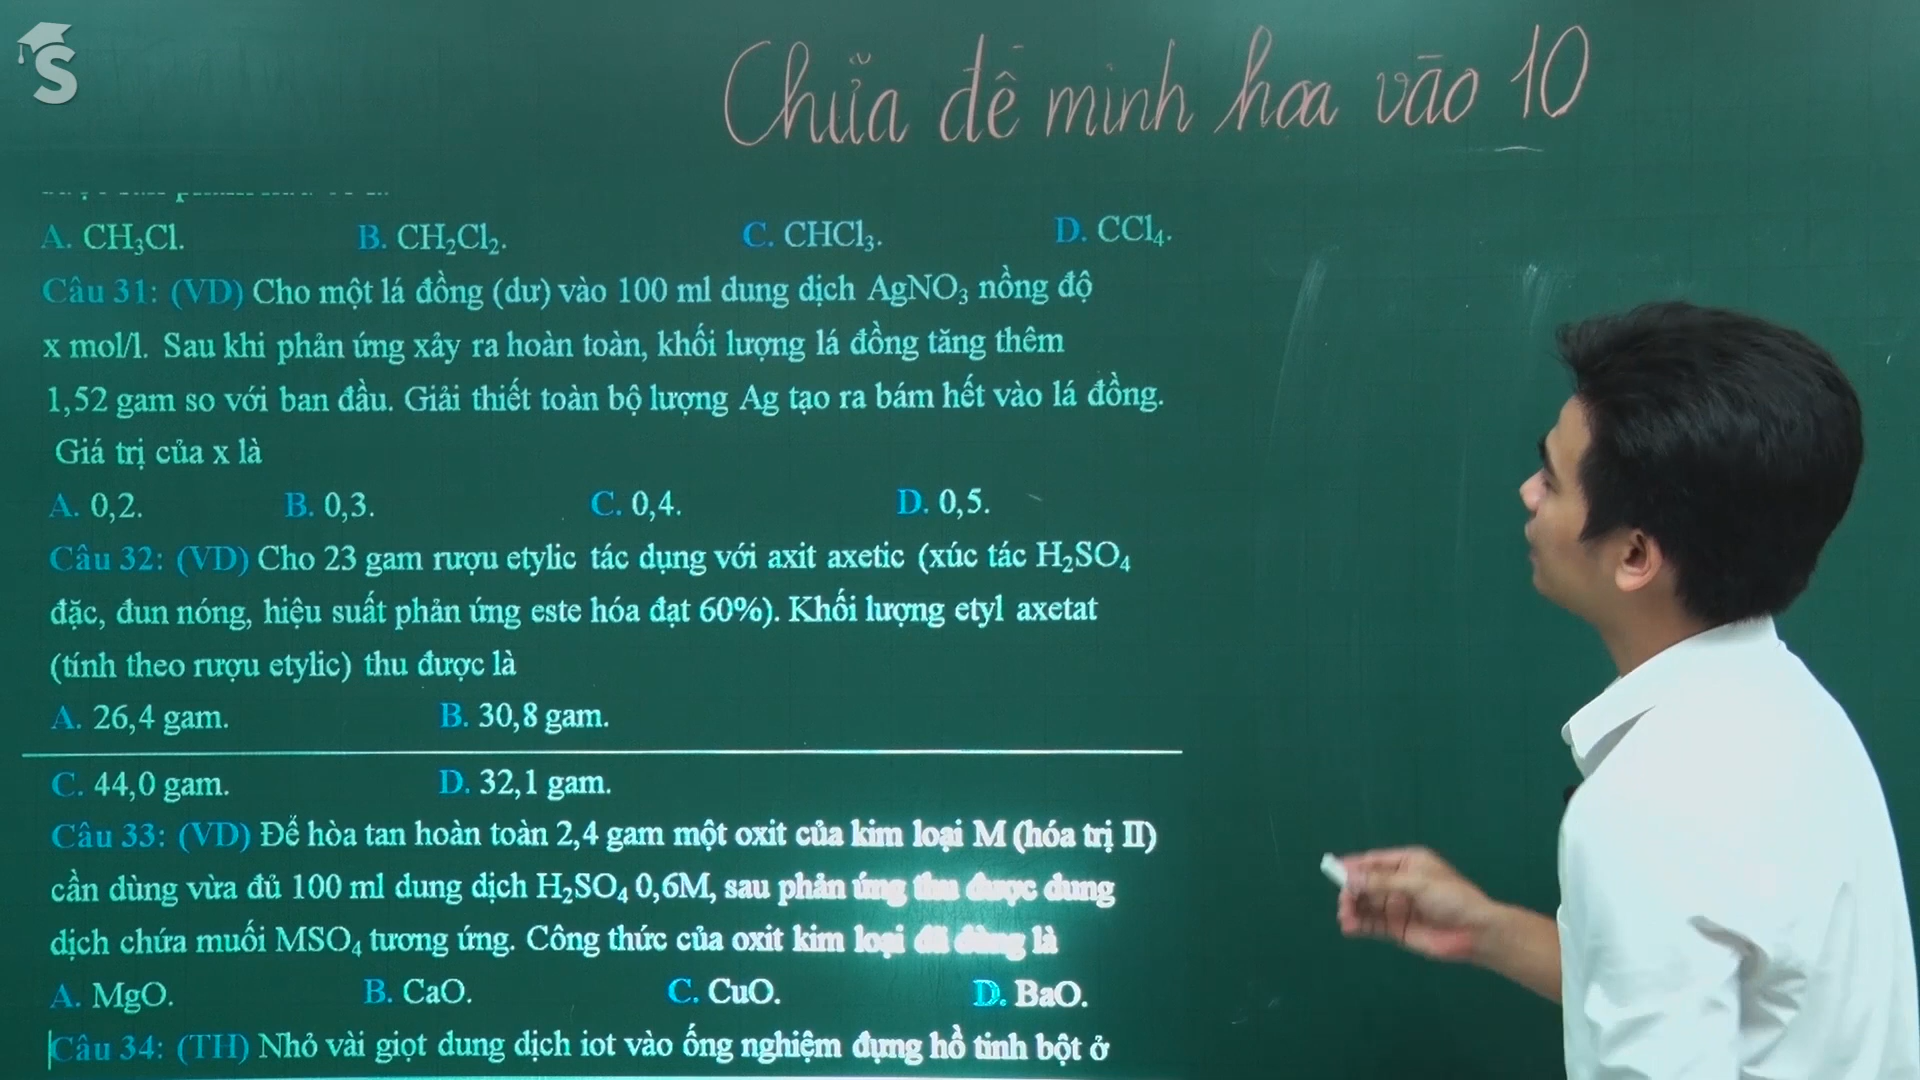 S
Chữa đề minh họa vào 10
A. CH₃Cl. B. CH₂Cl₂. C. CHCl₃. D. CCl₄.
Câu 31: (VD) Cho một lá đồng (dư) vào 100 ml dung dịch AgNO₃ nồng độ
x mol/l. Sau khi phản ứng xảy ra hoàn toàn, khối lượng lá đồng tăng thêm
1,52 gam so với ban đầu. Giải thiết toàn bộ lượng Ag tạo ra bám hết vào lá đồng.
Giá trị của x là
A. 0,2. B. 0,3. C. 0,4. D. 0,5.
Câu 32: (VD) Cho 23 gam rượu etylic tác dụng với axit axetic (xúc tác H₂SO₄
đặc, đun nóng, hiệu suất phản ứng este hóa đạt 60%). Khối lượng etyl axetat
(tính theo rượu etylic) thu được là
A. 26,4 gam. B. 30,8 gam.
C. 44,0 gam. D. 32,1 gam.
Câu 33: (VD) Để hòa tan hoàn toàn 2,4 gam một oxit của kim loại M (hóa trị II)
cần dùng vừa đủ 100 ml dung dịch H₂SO₄ 0,6M, sau phản ứng thu được dung
dịch chứa muối MSO₄ tương ứng. Công thức của oxit kim loại đã dùng là
A. MgO. B. CaO. C. CuO. D. BaO.
Câu 34: (TH) Nhỏ vài giọt dung dịch iot vào ống nghiệm đựng hồ tinh bột ở